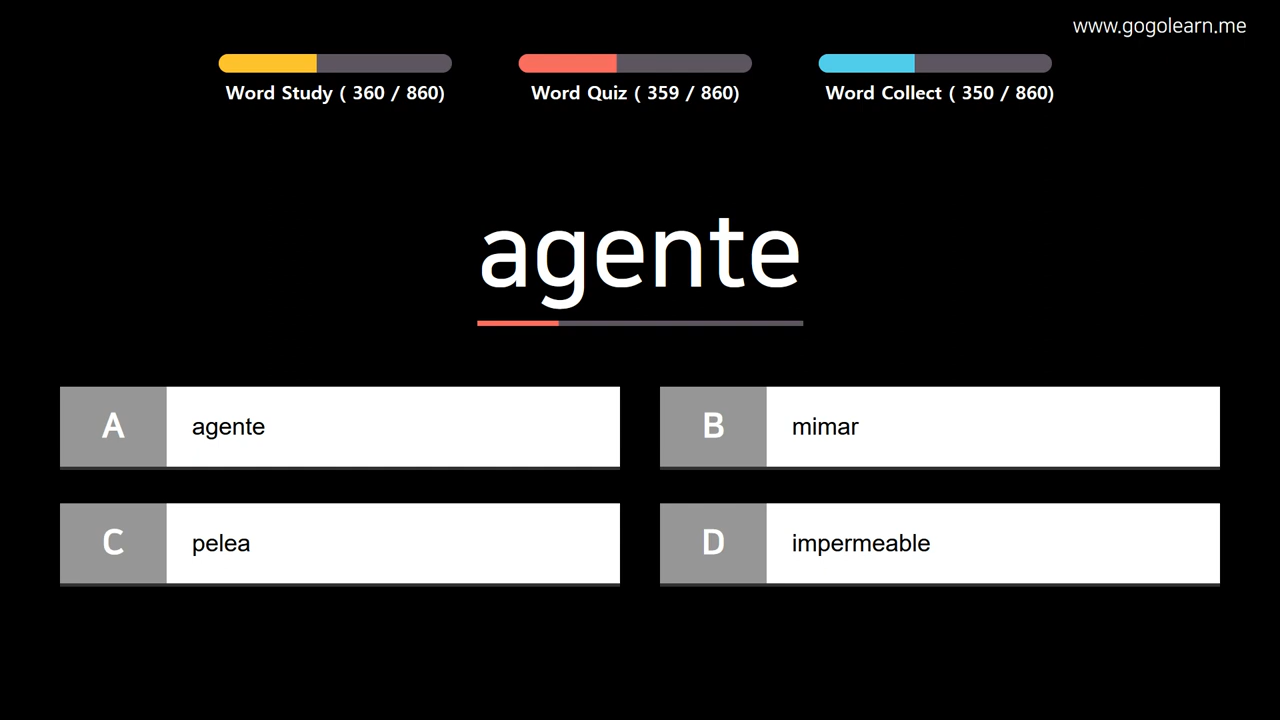 www.gogolearn.me
Word Study ( 360 / 860)
Word Quiz ( 359 / 860)
Word Collect ( 350 / 860)
agente
A
agente
B
mimar
C
pelea
D
impermeable